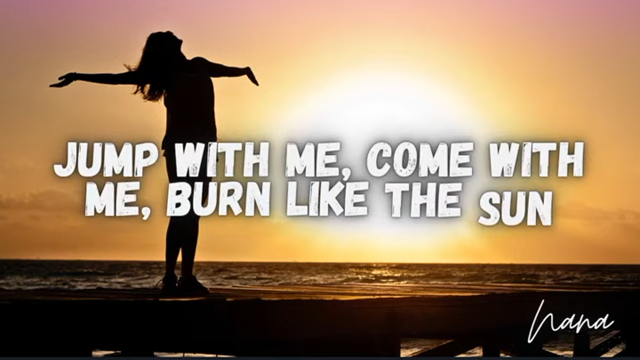 JUMP WITH ME, COME WITH
ME, BURN LIKE THE SUN
Nana